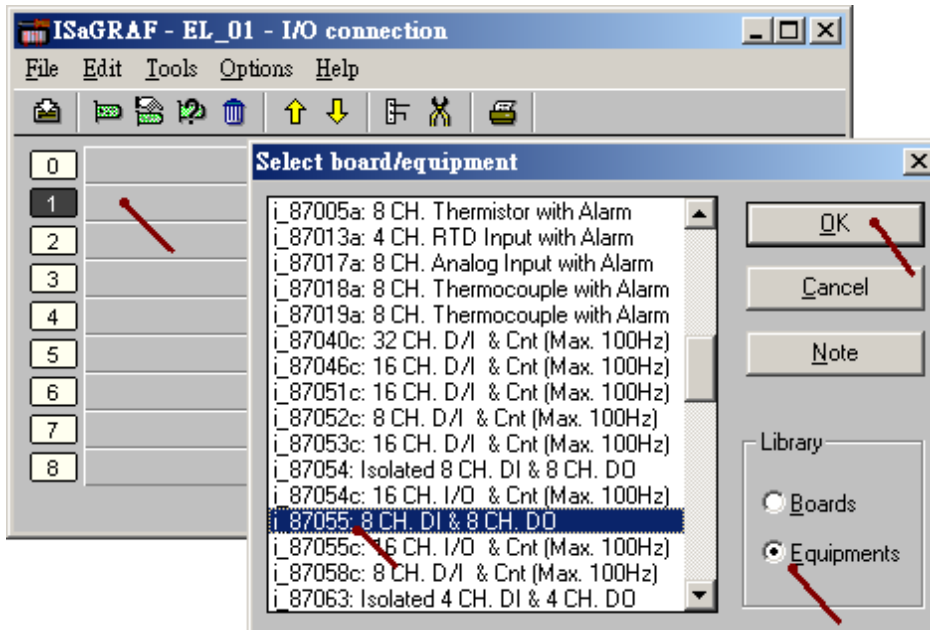 ISaGRAF - EL_01 - I/O connection
File Edit Tools Options Help
0
1
2
3
4
5
6
7
8
Select board/equipment
i_87005a: 8 CH. Thermistor with Alarm
i_87013a: 4 CH. RTD Input with Alarm
i_87017a: 8 CH. Analog Input with Alarm
i_87018a: 8 CH. Thermocouple with Alarm
i_87019a: 8 CH. Thermocouple with Alarm
i_87040c: 32 CH. D/I & Cnt (Max. 100Hz)
i_87046c: 16 CH. D/I & Cnt (Max. 100Hz)
i_87051c: 16 CH. D/I & Cnt (Max. 100Hz)
i_87052c: 8 CH. D/I & Cnt (Max. 100Hz)
i_87053c: 16 CH. D/I & Cnt (Max. 100Hz)
i_87054: Isolated 8 CH. DI & 8 CH. DO
i_87054c: 16 CH. I/O & Cnt (Max. 100Hz)
i_87055: 8 CH. DI & 8 CH. DO
i_87055c: 16 CH. I/O & Cnt (Max. 100Hz)
i_87058c: 8 CH. D/I & Cnt (Max. 100Hz)
i_87063: Isolated 4 CH. DI & 4 CH. DO
OK
Cancel
Note
Library
Boards
Equipments